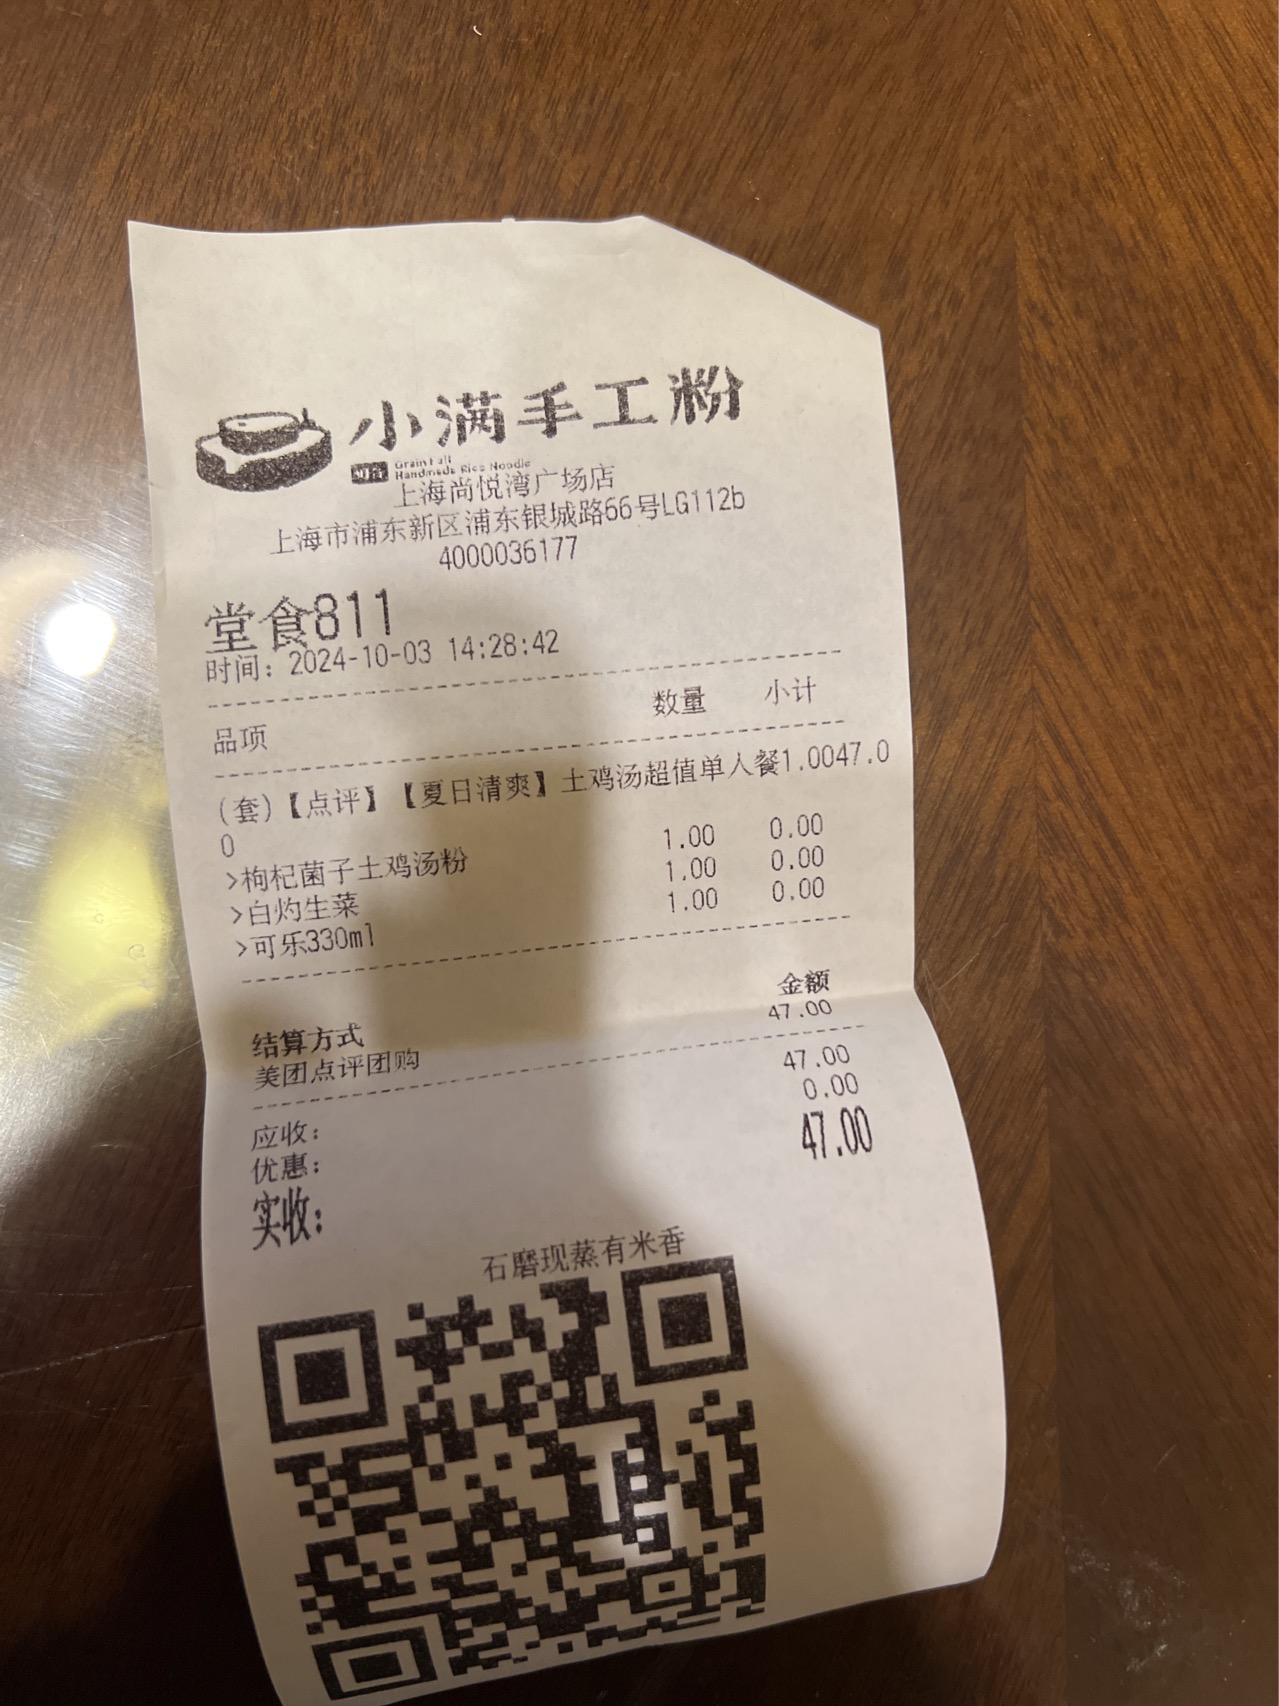 小满手工粉
Grain Full
Handmade Rice Noodle
上海尚悦湾广场店
上海市浦东新区浦东银城路66号LG112b
4000036177
堂食811
时间：2024-10-03 14:28:42
品项 数量 小计
(套)【点评】【夏日清爽】土鸡汤超值单人餐1.0047.0
0
>枸杞菌子土鸡汤粉 1.00 0.00
>白灼生菜 1.00 0.00
>可乐330ml 1.00 0.00
结算方式 金额
美团点评团购 47.00
应收： 47.00
优惠： 0.00
实收： 47.00
石磨现蒸有米香